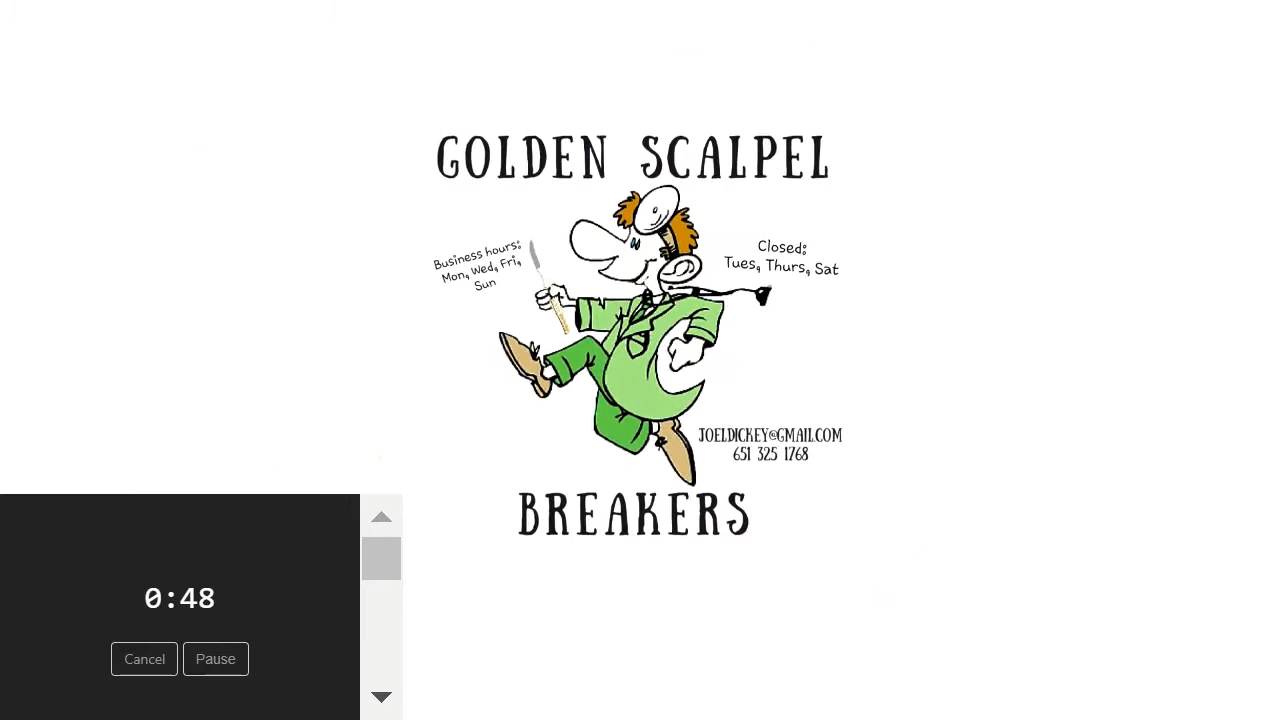 GOLDEN SCALPEL
Business hours:
Mon, Wed, Fri,
Sun
Closed:
Tues, Thurs, Sat
JOELDICKEY@GMAIL.COM
651 325 1768
BREAKERS
0:48
Cancel
Pause